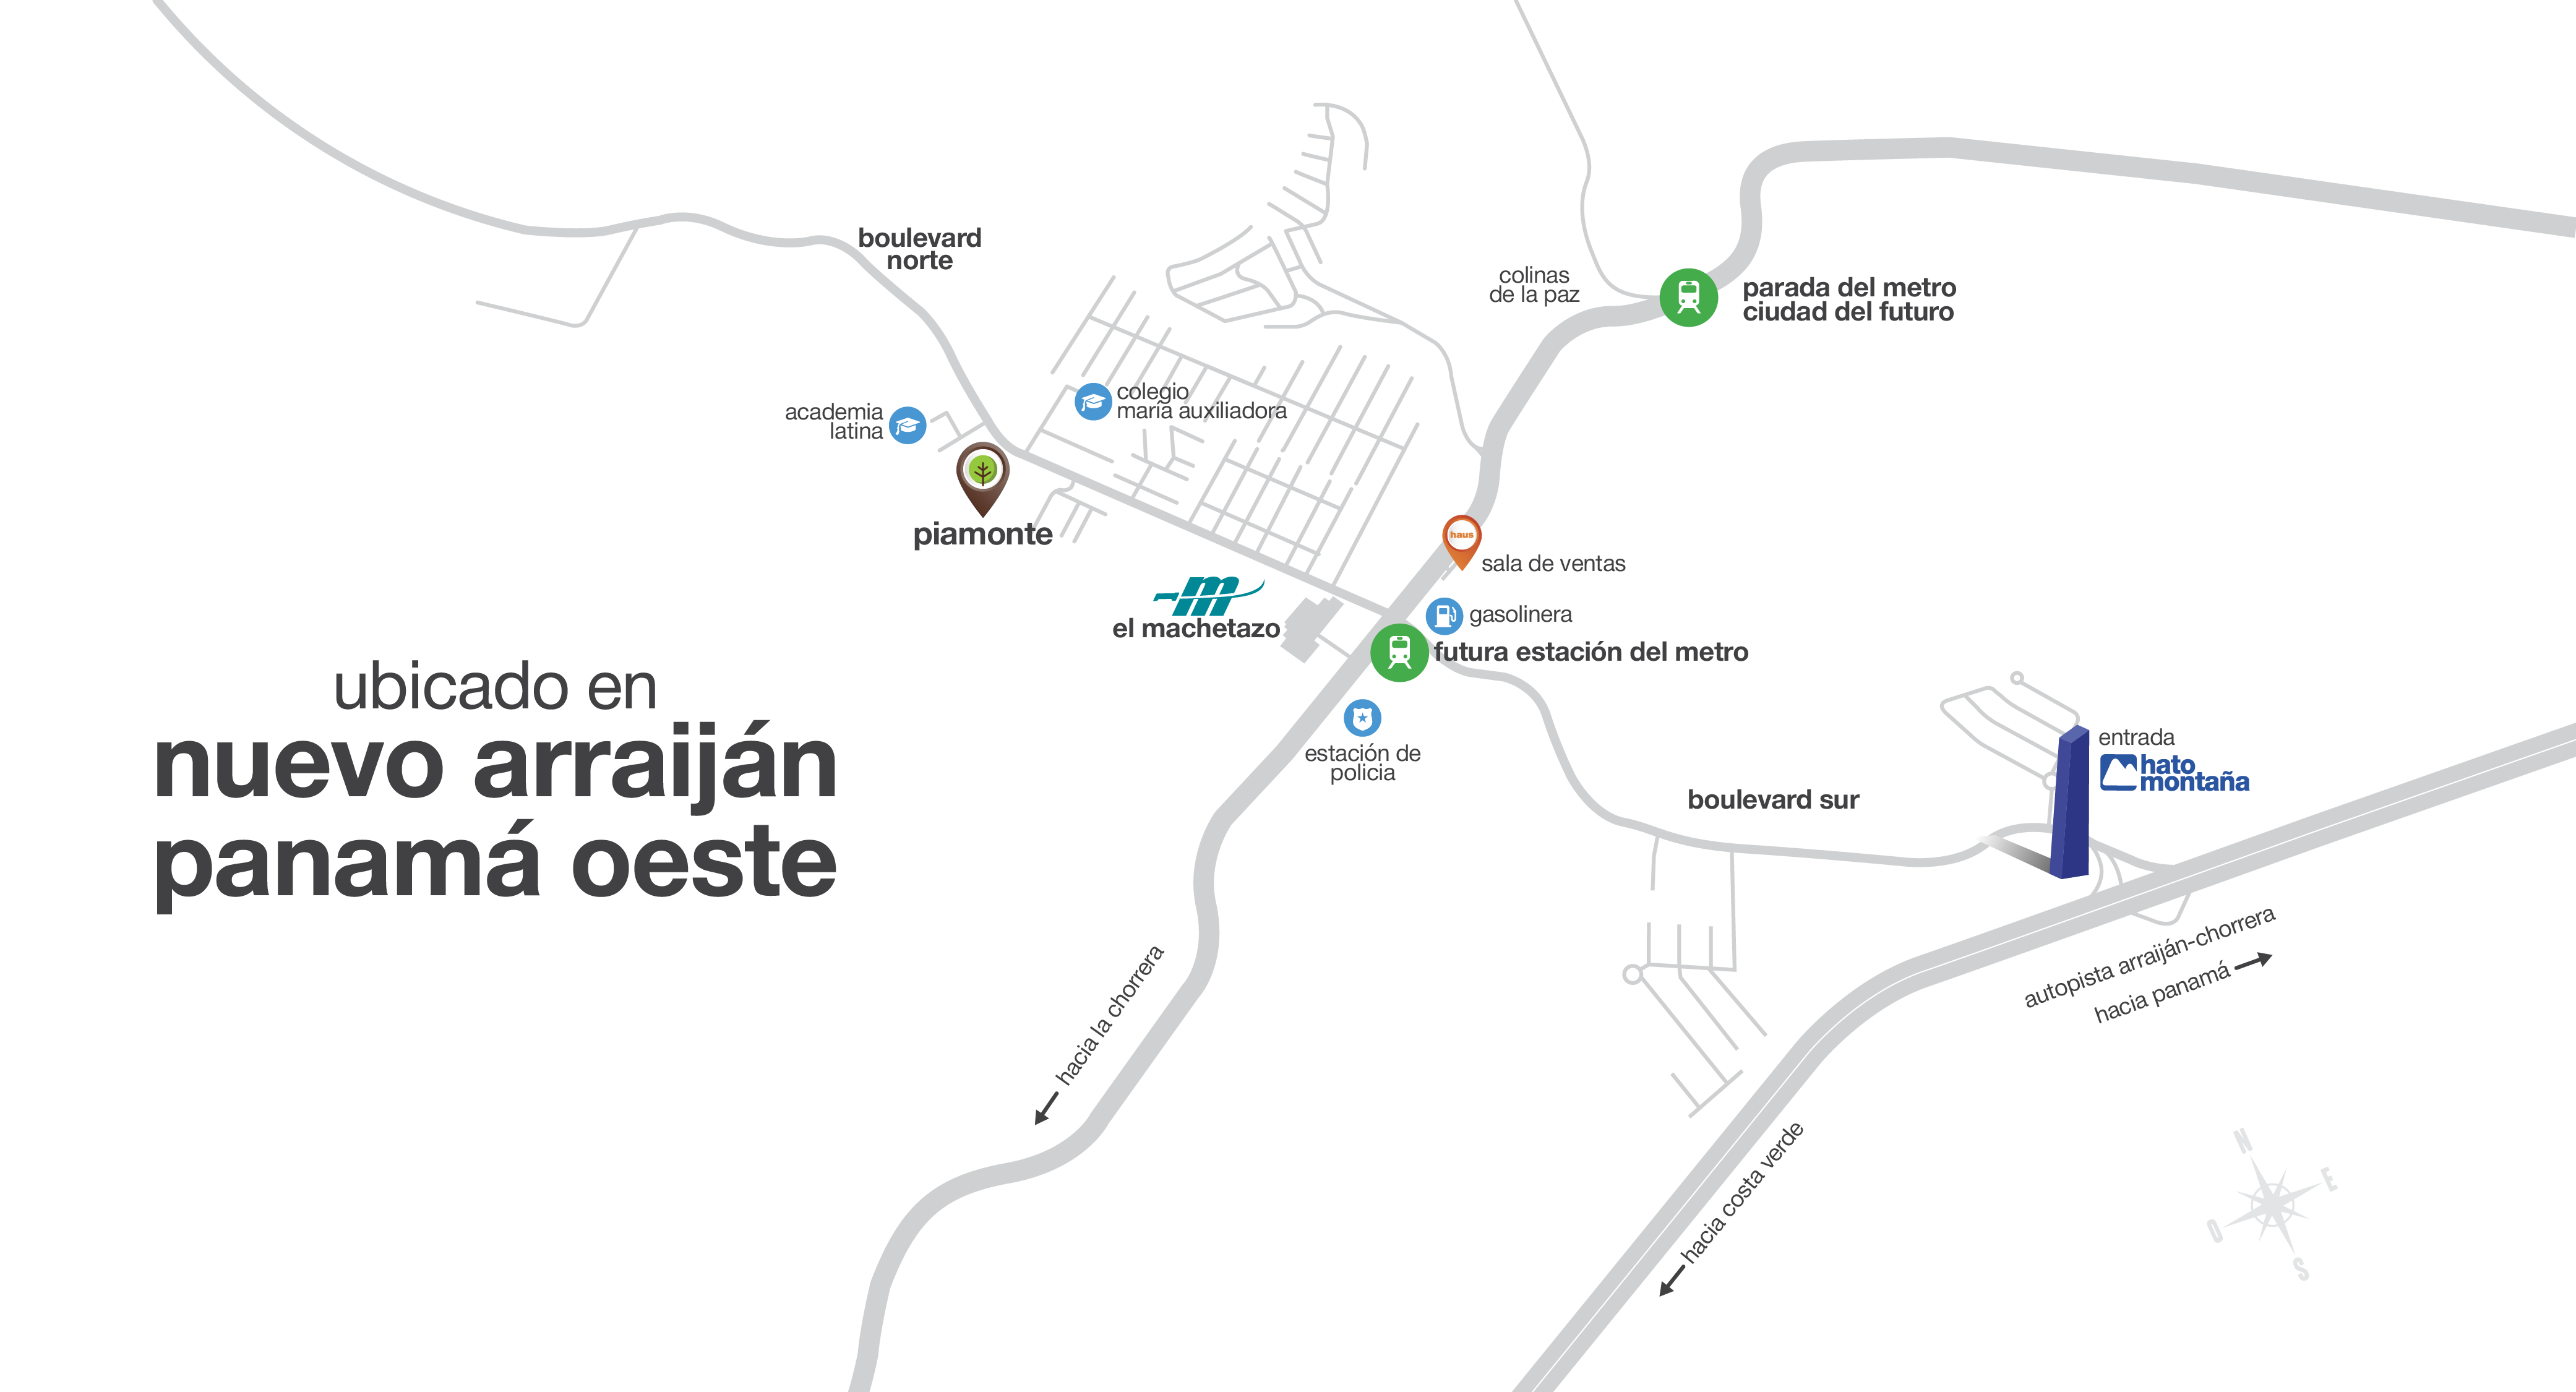 boulevard
norte
colinas
de la paz
parada del metro
ciudad del futuro
academia
latina
colegio
maría auxiliadora
piamonte
haus
sala de ventas
el machetazo
gasolinera
futura estación del metro
estación de
policia
ubicado en
nuevo arraiján
panamá oeste
entrada
hato
montaña
boulevard sur
hacia la chorrera
autopista arraiján-chorrera
hacia panamá
hacia costa verde
N
E
O
S